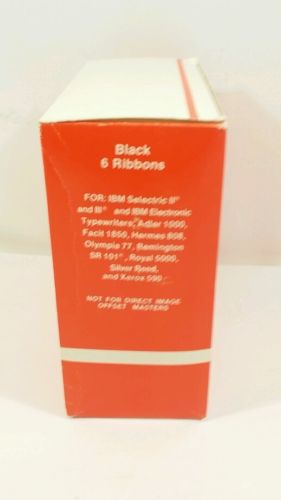 Black
6 Ribbons
FOR: IBM Selectric II®
and III® and IBM Electronic
Typewriters; Adler 1000,
Facit 1850, Hermes 808,
Olympie 77, Remington
SR 101®, Royal 5000,
Silver Reed,
and Xerox 590
NOT FOR DIRECT IMAGE
OFFSET MASTERS